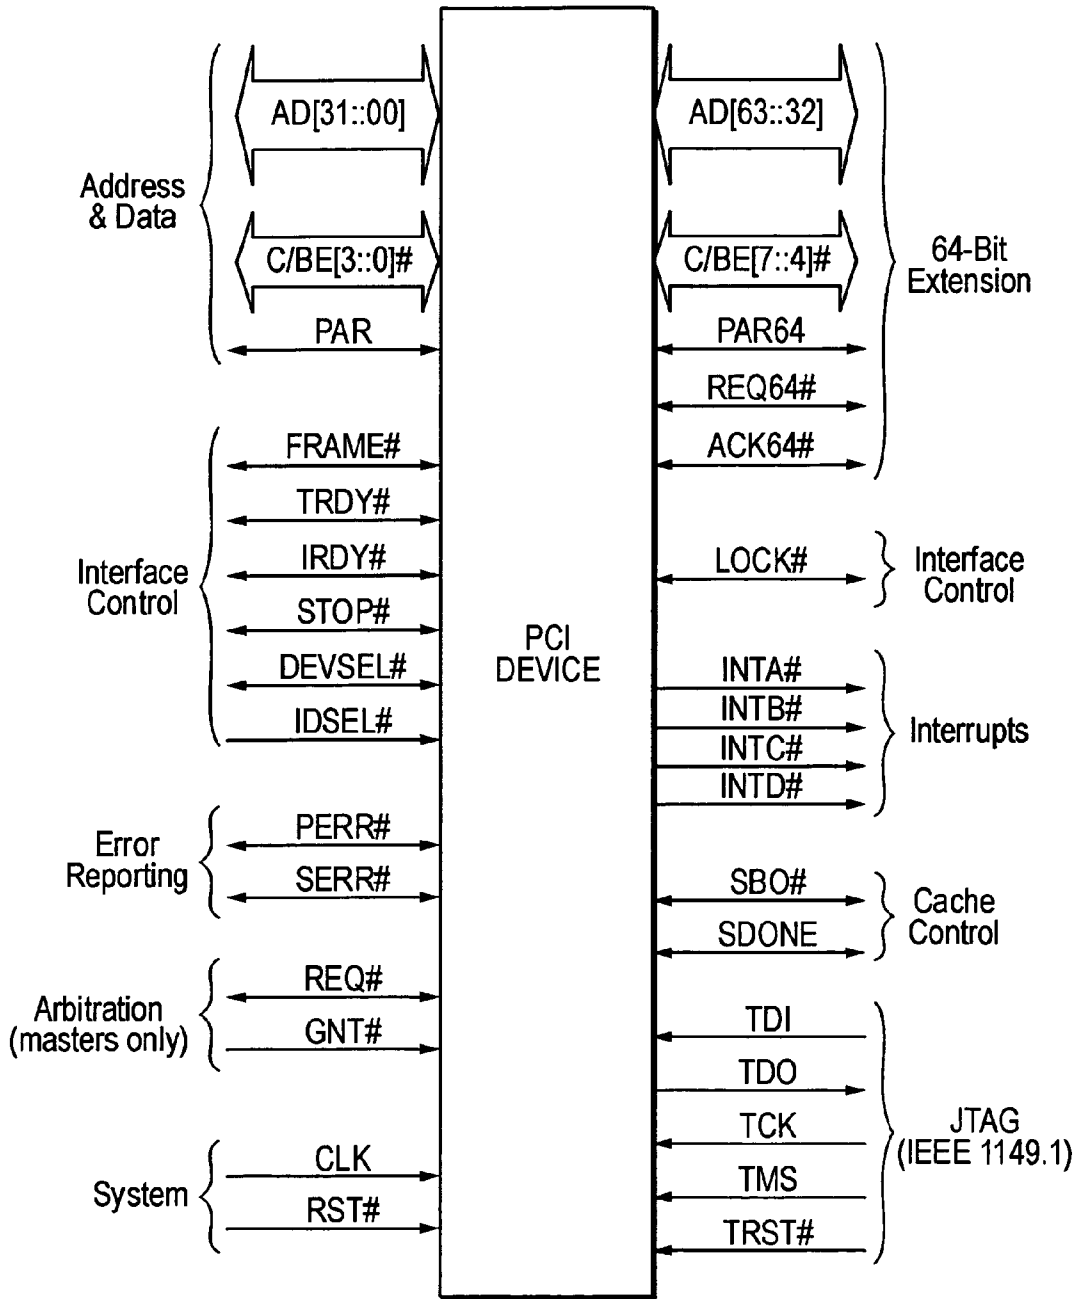 AD[31::00]
Address
& Data
C/BE[3::0]#
PAR
FRAME#
TRDY#
IRDY#
Interface
Control
STOP#
DEVSEL#
IDSEL#
PERR#
Error
Reporting
SERR#
REQ#
Arbitration
(masters only)
GNT#
CLK
System
RST#
PCI
DEVICE
AD[63::32]
C/BE[7::4]#
64-Bit
Extension
PAR64
REQ64#
ACK64#
LOCK#
Interface
Control
INTA#
INTB#
Interrupts
INTC#
INTD#
SBO#
Cache
Control
SDONE
TDI
TDO
TCK
JTAG
(IEEE 1149.1)
TMS
TRST#